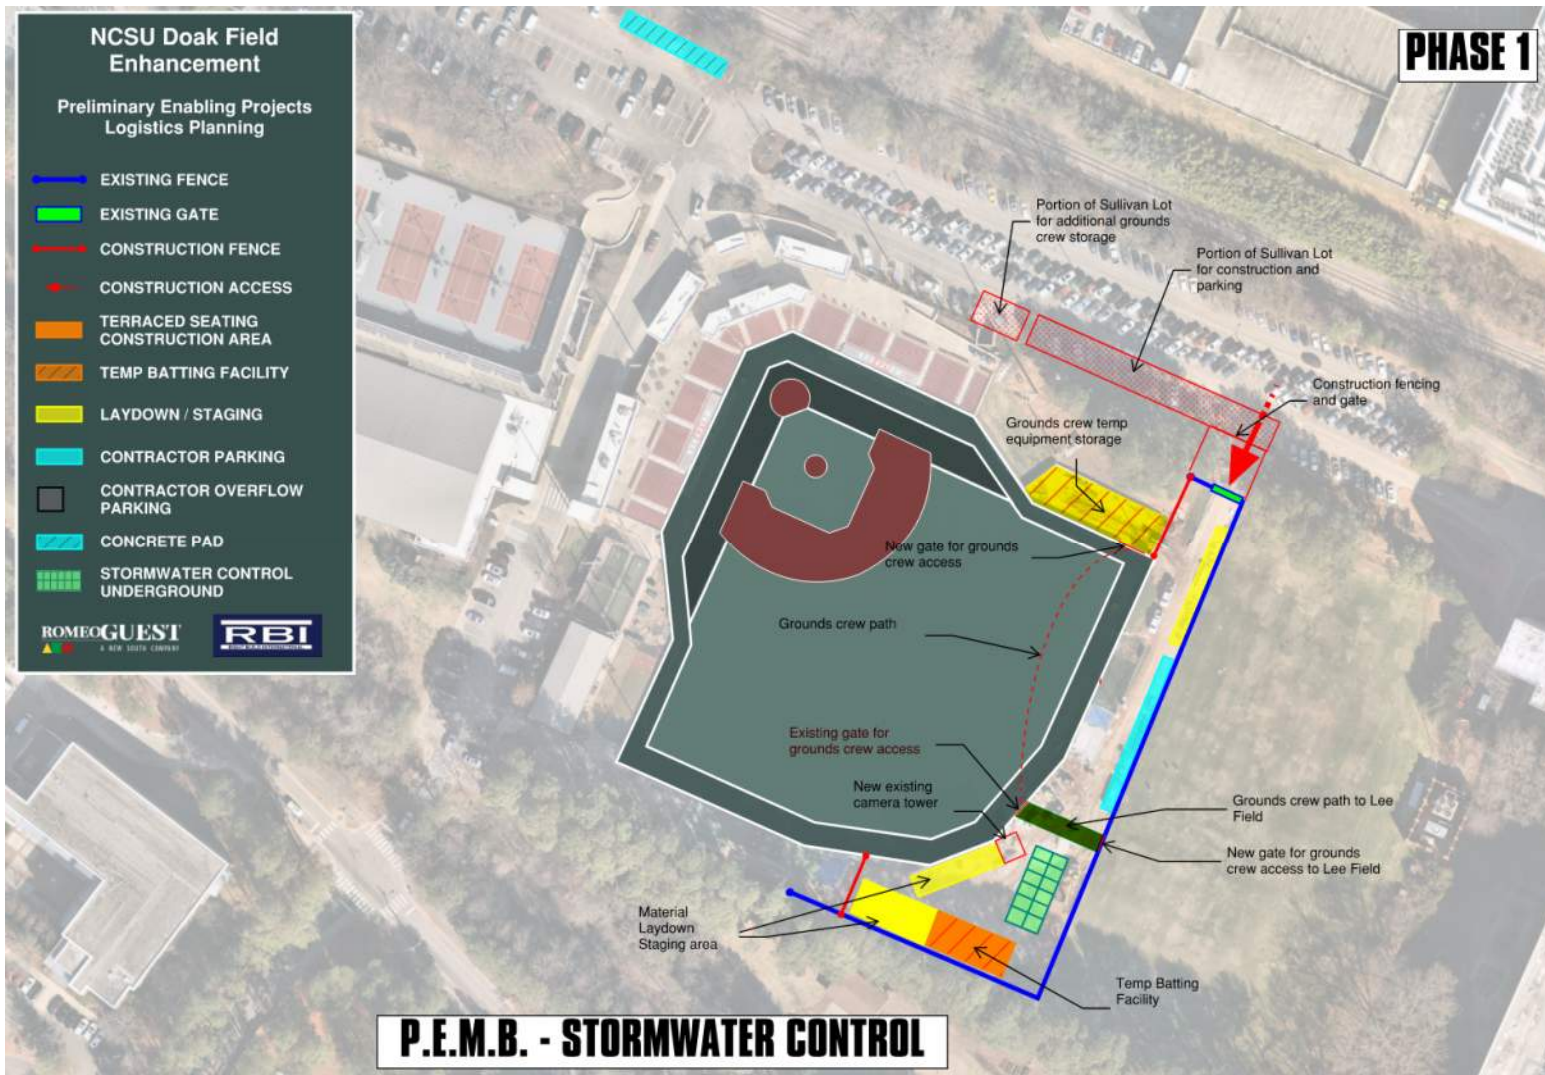 NCSU Doak Field
Enhancement
Preliminary Enabling Projects
Logistics Planning
EXISTING FENCE
EXISTING GATE
CONSTRUCTION FENCE
CONSTRUCTION ACCESS
TERRACED SEATING
CONSTRUCTION AREA
TEMP BATTING FACILITY
LAYDOWN / STAGING
CONTRACTOR PARKING
CONTRACTOR OVERFLOW
PARKING
CONCRETE PAD
STORMWATER CONTROL
UNDERGROUND
ROMEOGUEST
A NEW SOUTH COMPANY
RBI
PHASE 1
Portion of Sullivan Lot
for additional grounds
crew storage
Portion of Sullivan Lot
for construction and
parking
Construction fencing
and gate
Grounds crew temp
equipment storage
New gate for grounds
crew access
Grounds crew path
Existing gate for
grounds crew access
New existing
camera tower
Grounds crew path to Lee
Field
New gate for grounds
crew access to Lee Field
Material
Laydown
Staging area
Temp Batting
Facility
P.E.M.B. - STORMWATER CONTROL